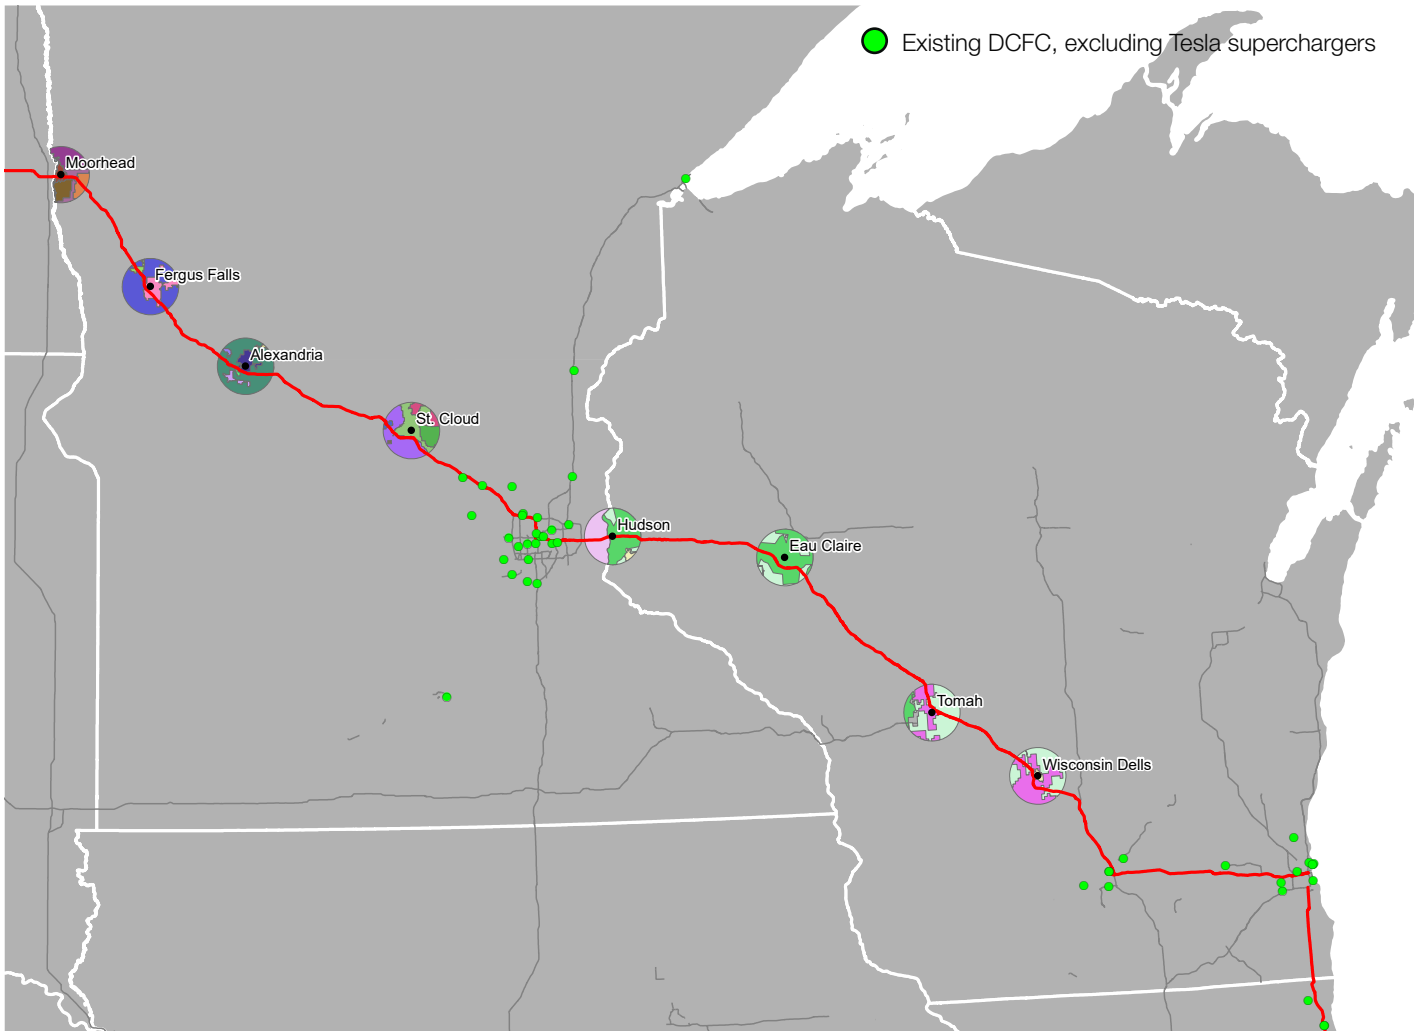 Existing DCFC, excluding Tesla superchargers
Moorhead
Fergus Falls
Alexandria
St. Cloud
Hudson
Eau Claire
Tomah
Wisconsin Dells